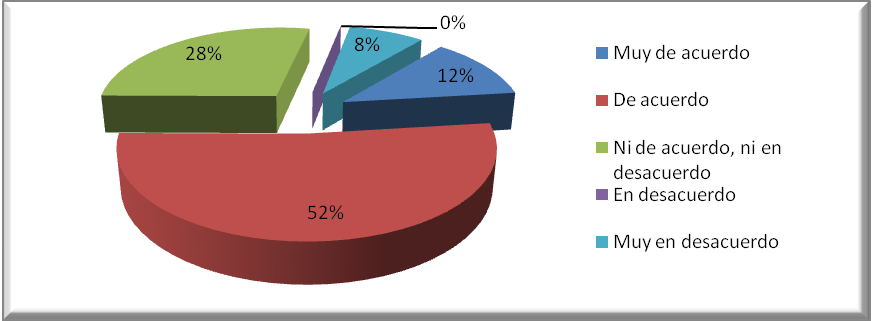 0%
8%
28%
12%
52%
Muy de acuerdo
De acuerdo
Ni de acuerdo, ni en
desacuerdo
En desacuerdo
Muy en desacuerdo